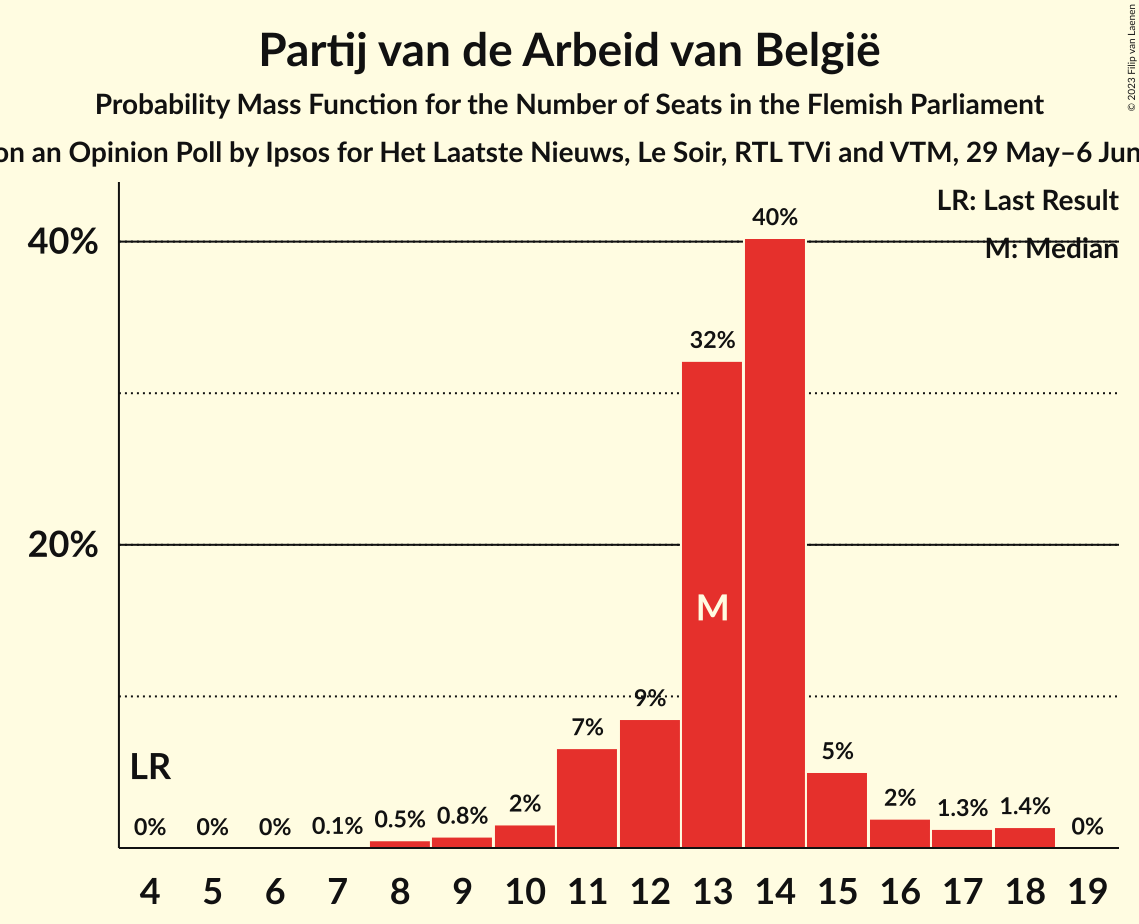 Partij van de Arbeid van België
Probability Mass Function for the Number of Seats in the Flemish Parliament
on an Opinion Poll by Ipsos for Het Laatste Nieuws, Le Soir, RTL TVi and VTM, 29 May–6 Jun
© 2023 Filip van Laenen
LR: Last Result
M: Median
40%
20%
40%
32%
M
9%
7%
5%
LR
0%
0%
0%
0.1%
0.5%
0.8%
2%
2%
1.3%
1.4%
0%
4 5 6 7 8 9 10 11 12 13 14 15 16 17 18 19